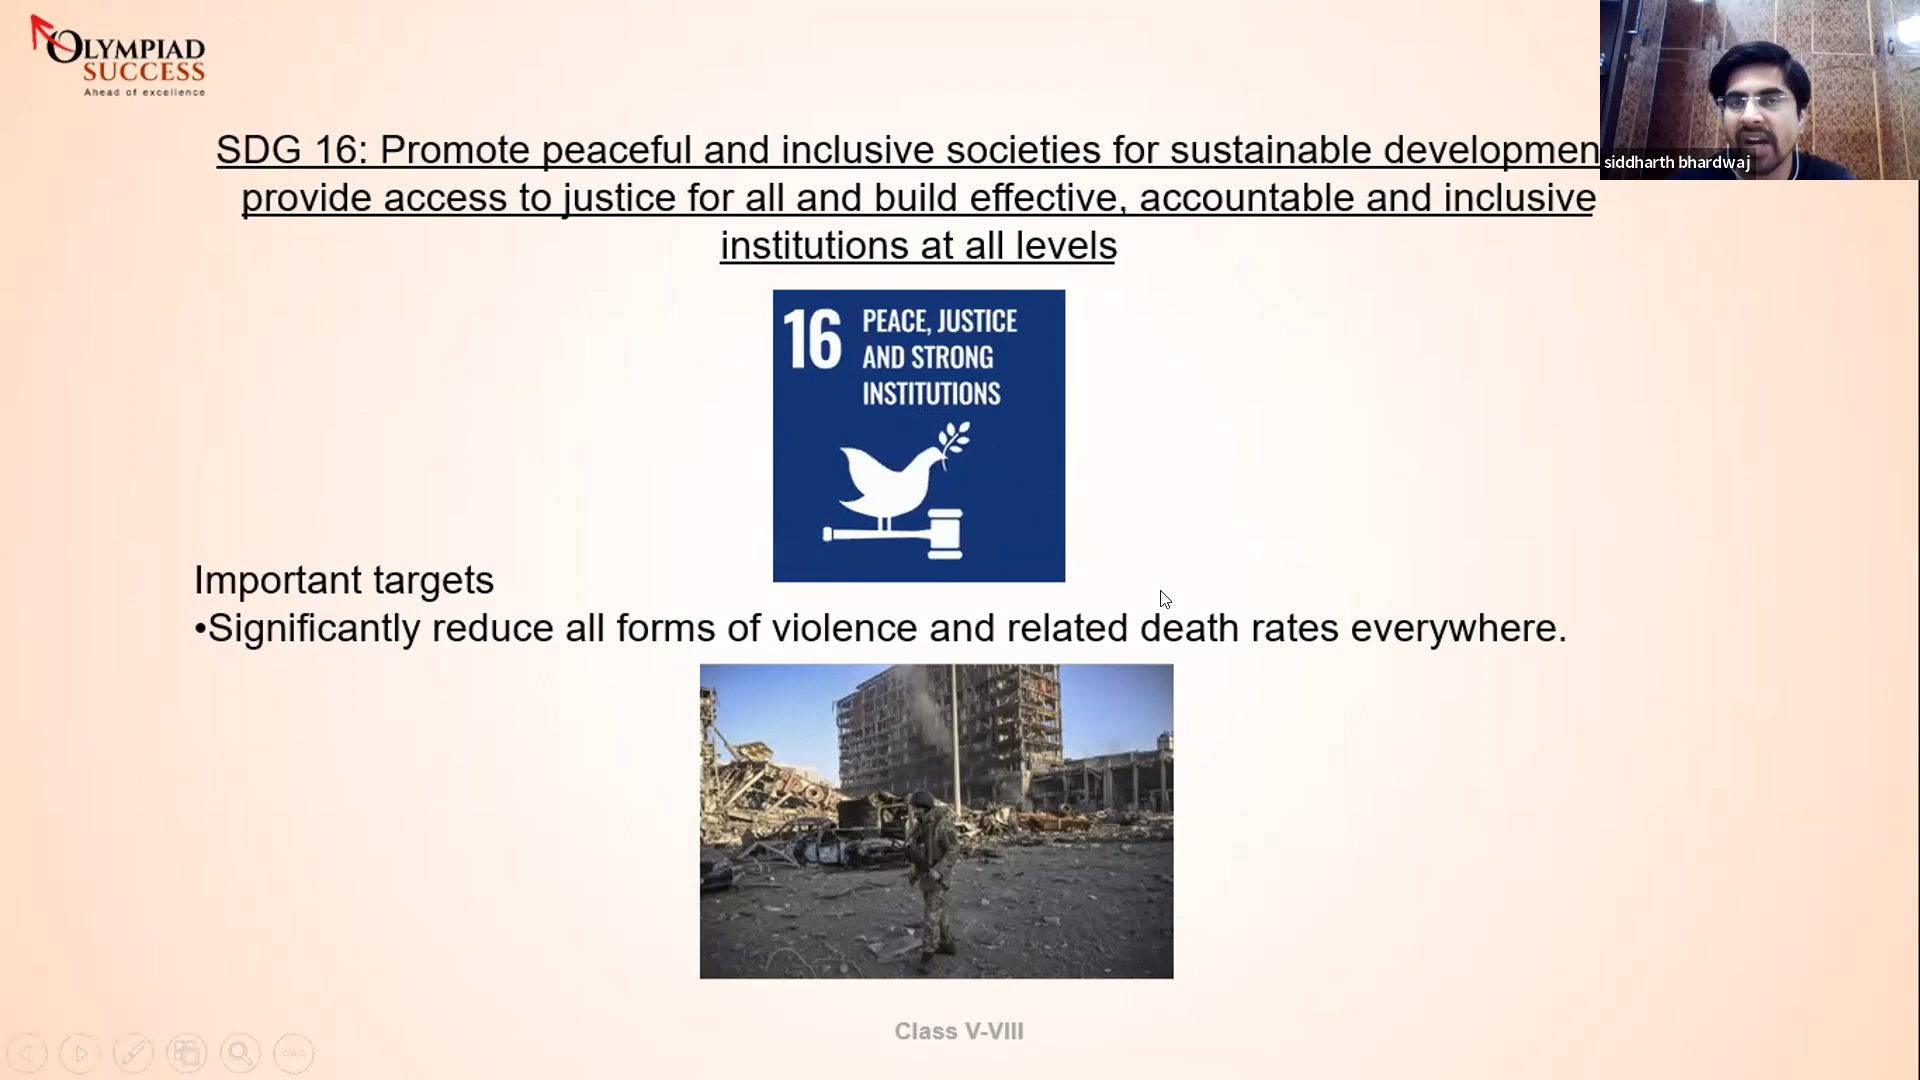 OLYMPIAD
SUCCESS
Ahead of excellence
siddharth bhardwaj
SDG 16: Promote peaceful and inclusive societies for sustainable developmen
provide access to justice for all and build effective, accountable and inclusive
institutions at all levels
16 PEACE, JUSTICE
AND STRONG
INSTITUTIONS
Important targets
•Significantly reduce all forms of violence and related death rates everywhere.
Class V-VIII